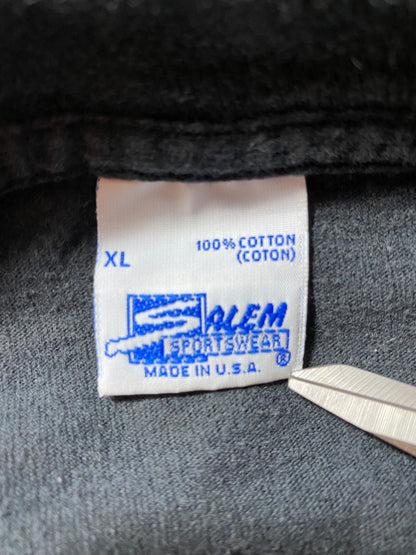 XL
100% COTTON
(COTON)
SALEM
SPORTSWEAR
®
MADE IN U.S.A.